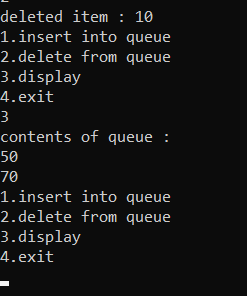 deleted item : 10
1.insert into queue
2.delete from queue
3.display
4.exit
3
contents of queue :
50
70
1.insert into queue
2.delete from queue
3.display
4.exit